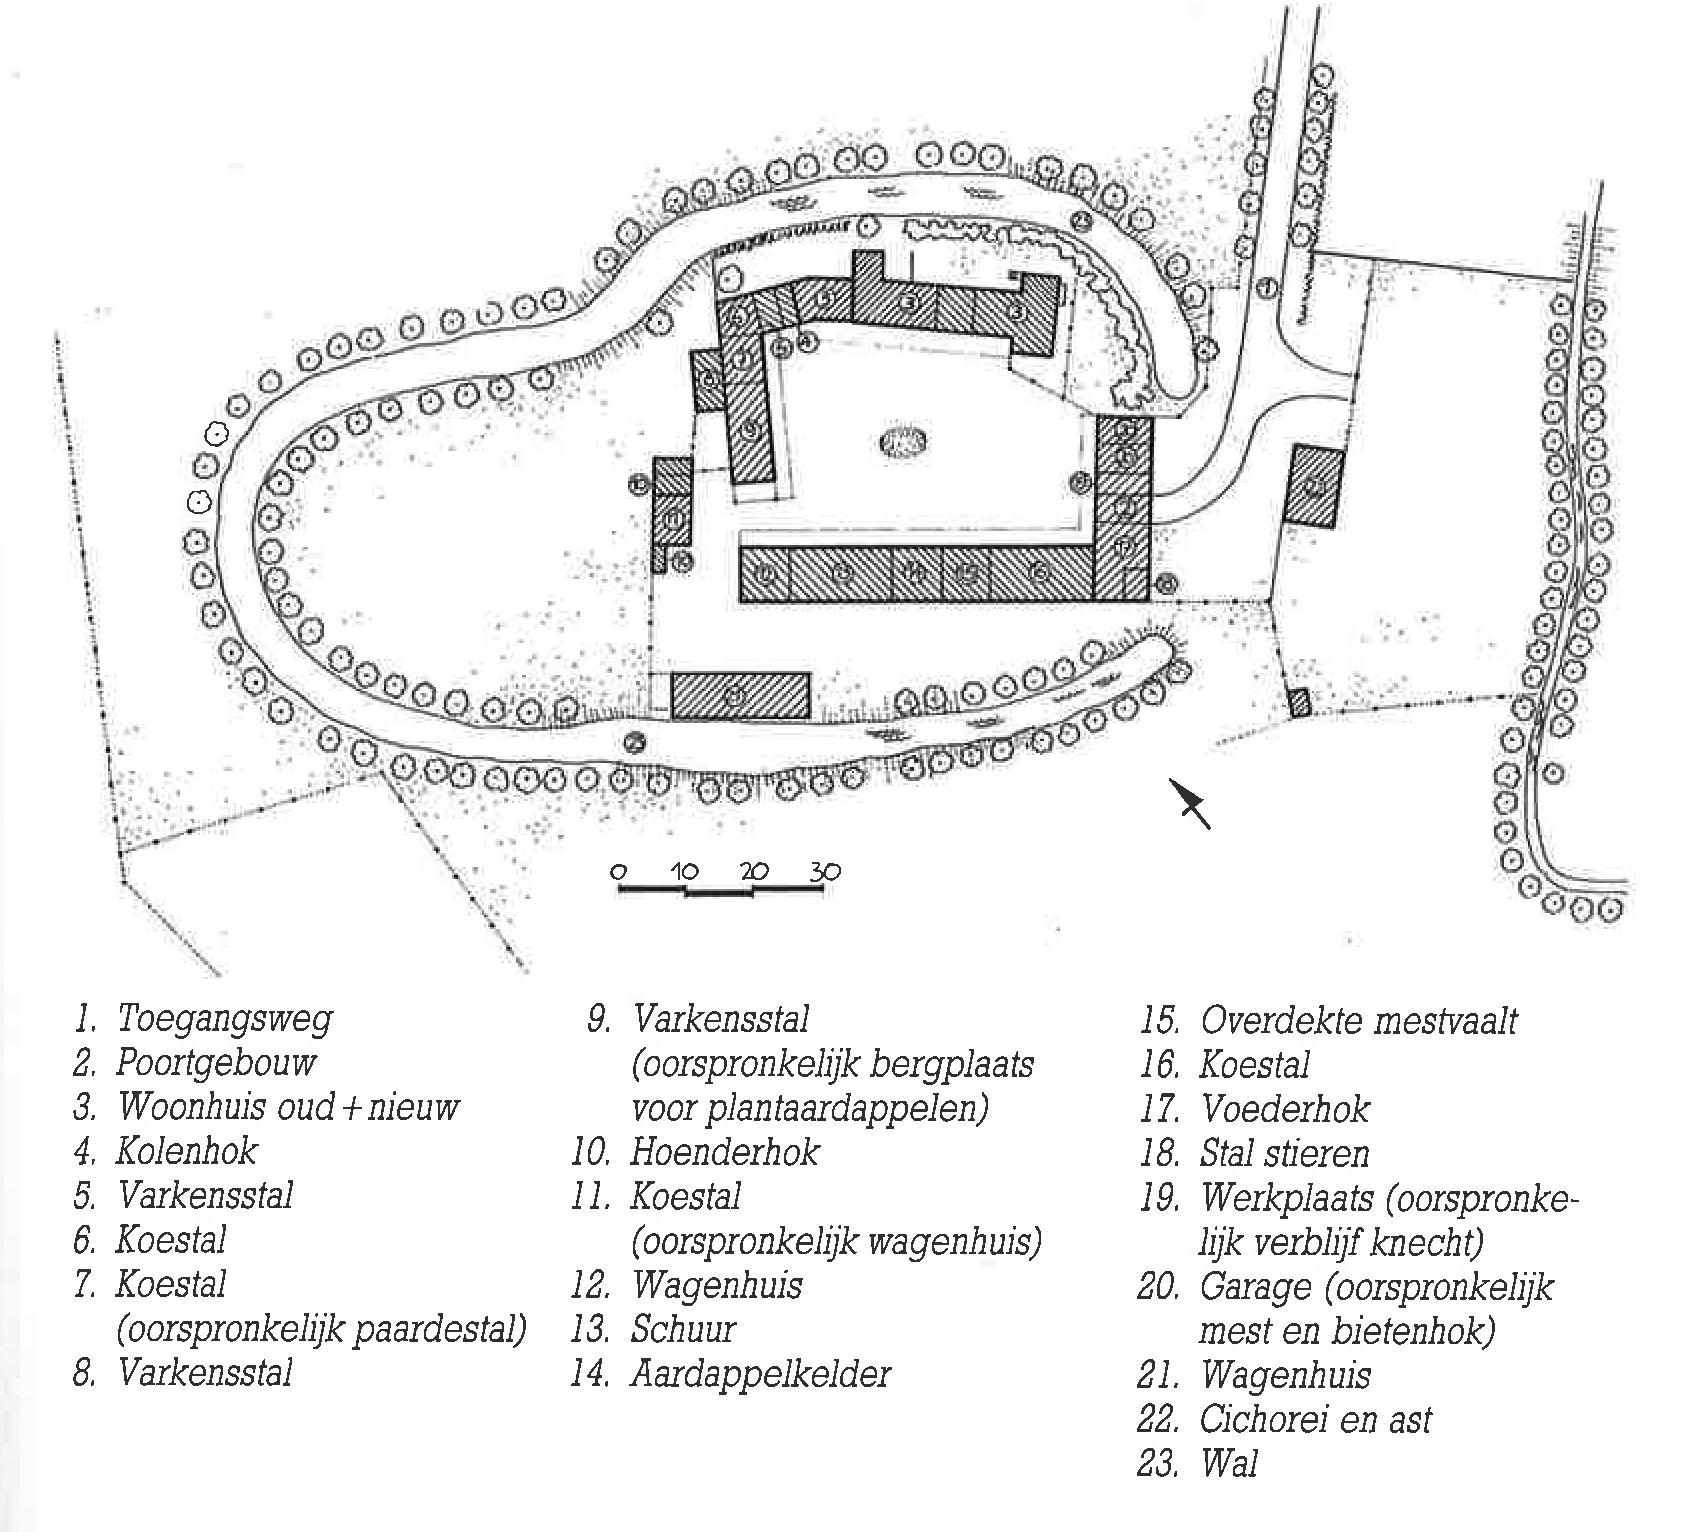 0 10 20 30
1. Toegangsweg
2. Poortgebouw
3. Woonhuis oud + nieuw
4. Kolenhok
5. Varkensstal
6. Koestal
7. Koestal
(oorspronkelijk paardestal)
8. Varkensstal
9. Varkensstal
(oorspronkelijk bergplaats
voor plantaardappelen)
10. Hoenderhok
11. Koestal
(oorspronkelijk wagenhuis)
12. Wagenhuis
13. Schuur
14. Aardappelkelder
15. Overdekte mestvaalt
16. Koestal
17. Voederhok
18. Stal stieren
19. Werkplaats (oorspronke-
lijk verblijf knecht)
20. Garage (oorspronkelijk
mest en bietenhok)
21. Wagenhuis
22. Cichorei en ast
23. Wal